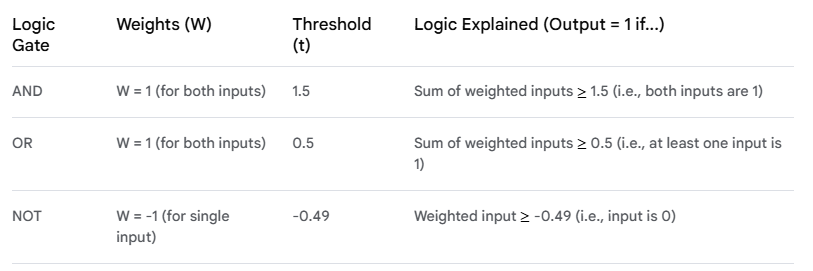 Logic Gate Weights (W) Threshold (t) Logic Explained (Output = 1 if...)
AND W = 1 (for both inputs) 1.5 Sum of weighted inputs ≥ 1.5 (i.e., both inputs are 1)
OR W = 1 (for both inputs) 0.5 Sum of weighted inputs ≥ 0.5 (i.e., at least one input is 1)
NOT W = -1 (for single input) -0.49 Weighted input ≥ -0.49 (i.e., input is 0)